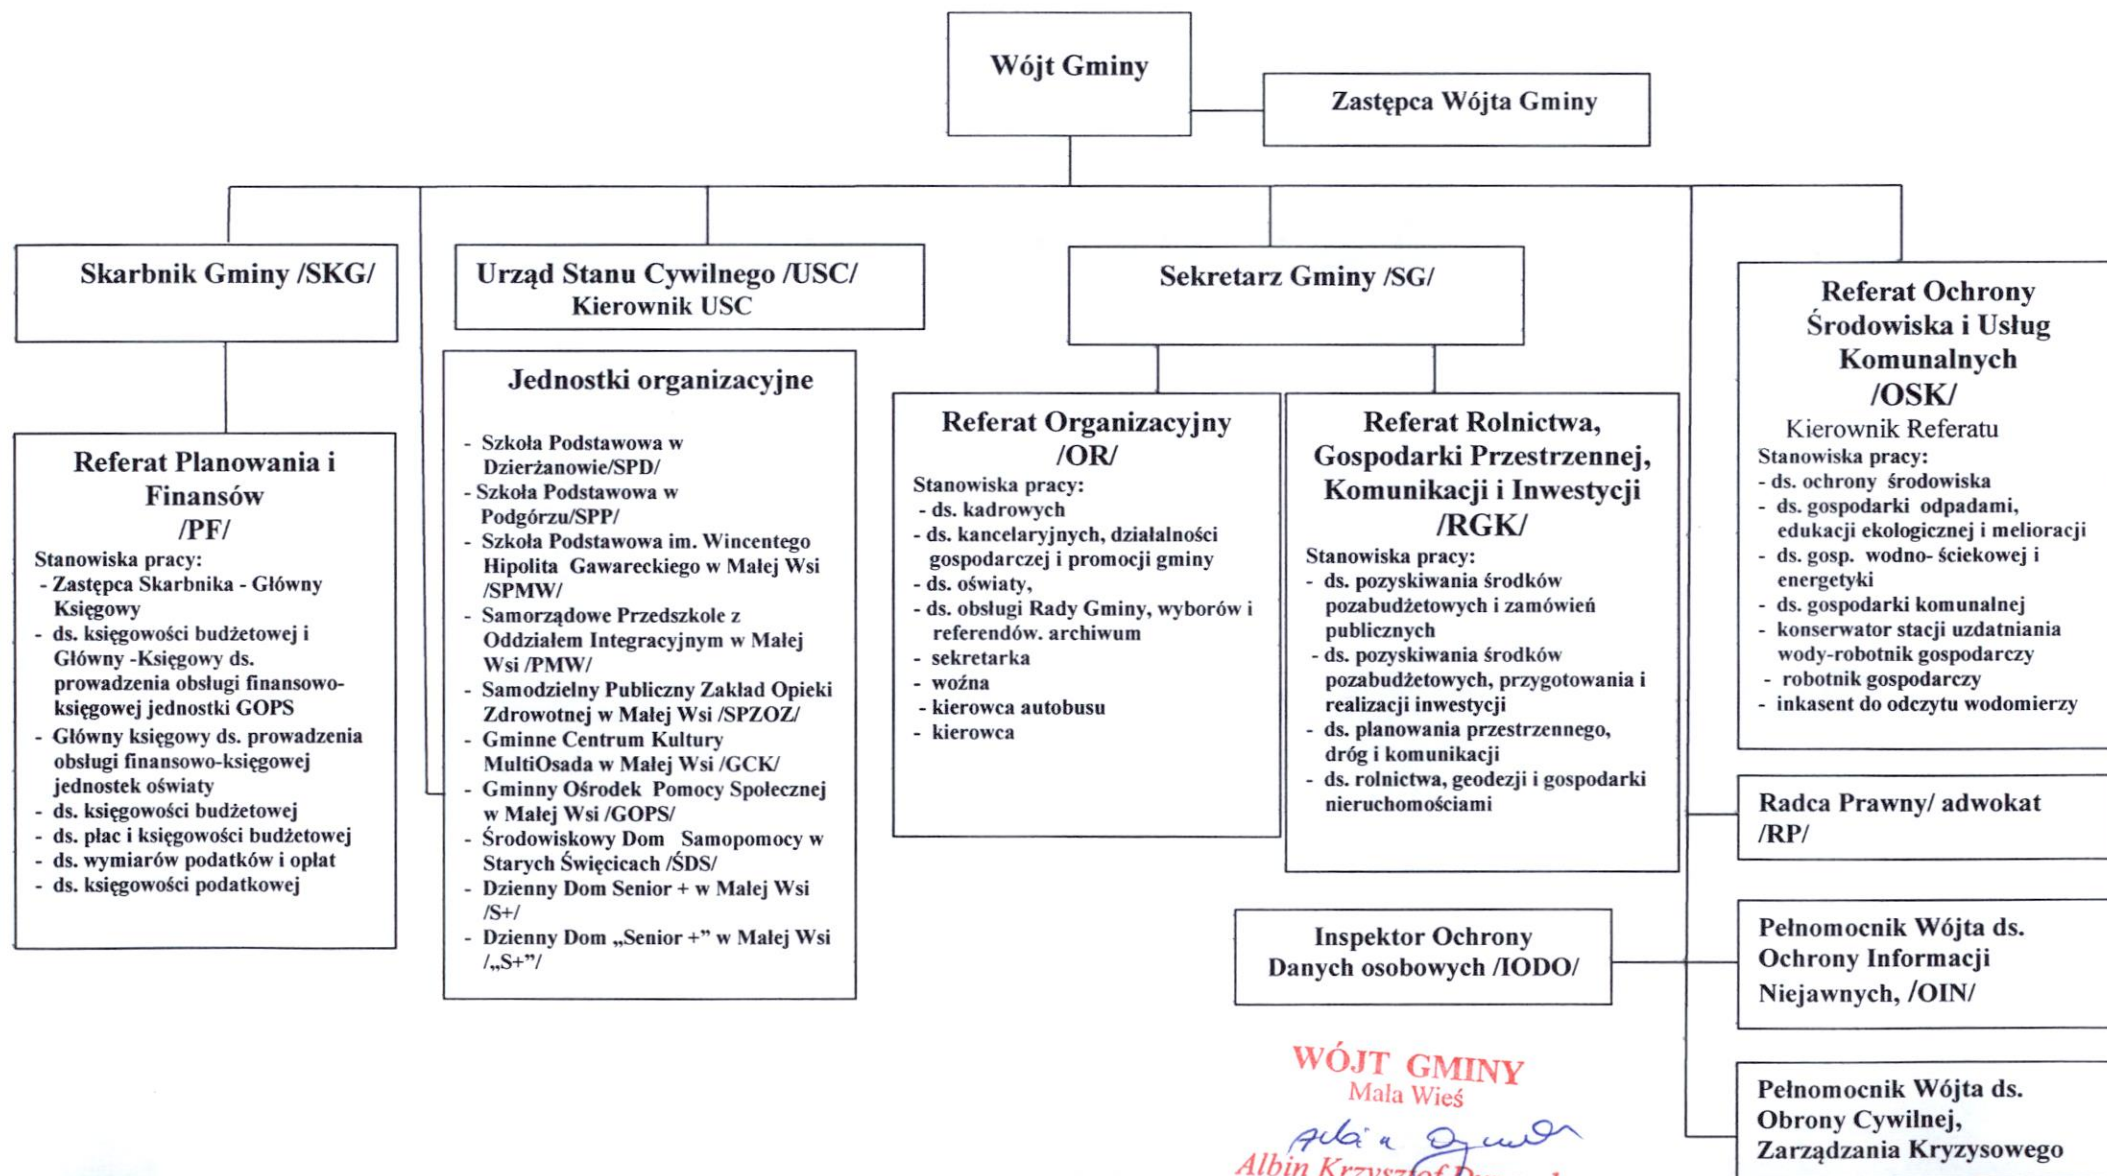 Wójt Gminy
Zastępca Wójta Gminy
Skarbnik Gminy /SKG/
Referat Planowania i
Finansów
/PF/
Stanowiska pracy:
- Zastępca Skarbnika - Główny
Księgowy
- ds. księgowości budżetowej i
Główny -Księgowy ds.
prowadzenia obsługi finansowo-
księgowej jednostki GOPS
- Główny księgowy ds. prowadzenia
obsługi finansowo-księgowej
jednostek oświaty
- ds. księgowości budżetowej
- ds. płac i księgowości budżetowej
- ds. wymiarów podatków i opłat
- ds. księgowości podatkowej
Urząd Stanu Cywilnego /USC/
Kierownik USC
Jednostki organizacyjne
- Szkoła Podstawowa w
Dzierżanowie/SPD/
- Szkoła Podstawowa w
Podgórzu/SPP/
- Szkoła Podstawowa im. Wincentego
Hipolita Gawareckiego w Małej Wsi
/SPMW/
- Samorządowe Przedszkole z
Oddziałem Integracyjnym w Małej
Wsi /PMW/
- Samodzielny Publiczny Zakład Opieki
Zdrowotnej w Małej Wsi /SPZOZ/
- Gminne Centrum Kultury
MultiOsada w Małej Wsi /GCK/
- Gminny Ośrodek Pomocy Społecznej
w Małej Wsi /GOPS/
- Środowiskowy Dom Samopomocy w
Starych Święcicach /ŚDS/
- Dzienny Dom Senior + w Małej Wsi
/S+/
- Dzienny Dom „Senior +” w Małej Wsi
/„S+”/
Sekretarz Gminy /SG/
Referat Organizacyjny
/OR/
Stanowiska pracy:
- ds. kadrowych
- ds. kancelaryjnych, działalności
gospodarczej i promocji gminy
- ds. oświaty,
- ds. obsługi Rady Gminy, wyborów i
referendów. archiwum
- sekretarka
- woźna
- kierowca autobusu
- kierowca
Referat Rolnictwa,
Gospodarki Przestrzennej,
Komunikacji i Inwestycji
/RGK/
Stanowiska pracy:
- ds. pozyskiwania środków
pozabudżetowych i zamówień
publicznych
- ds. pozyskiwania środków
pozabudżetowych, przygotowania i
realizacji inwestycji
- ds. planowania przestrzennego,
dróg i komunikacji
- ds. rolnictwa, geodezji i gospodarki
nieruchomościami
Referat Ochrony
Środowiska i Usług
Komunalnych
/OSK/
Kierownik Referatu
Stanowiska pracy:
- ds. ochrony środowiska
- ds. gospodarki odpadami,
edukacji ekologicznej i melioracji
- ds. gosp. wodno- ściekowej i
energetyki
- ds. gospodarki komunalnej
- konserwator stacji uzdatniania
wody-robotnik gospodarczy
- robotnik gospodarczy
- inkasent do odczytu wodomierzy
Radca Prawny/ adwokat
/RP/
Inspektor Ochrony
Danych osobowych /IODO/
Pełnomocnik Wójta ds.
Ochrony Informacji
Niejawnych, /OIN/
Pełnomocnik Wójta ds.
Obrony Cywilnej,
Zarządzania Kryzysowego
WÓJT GMINY
Mała Wieś
Albin Krzysztof